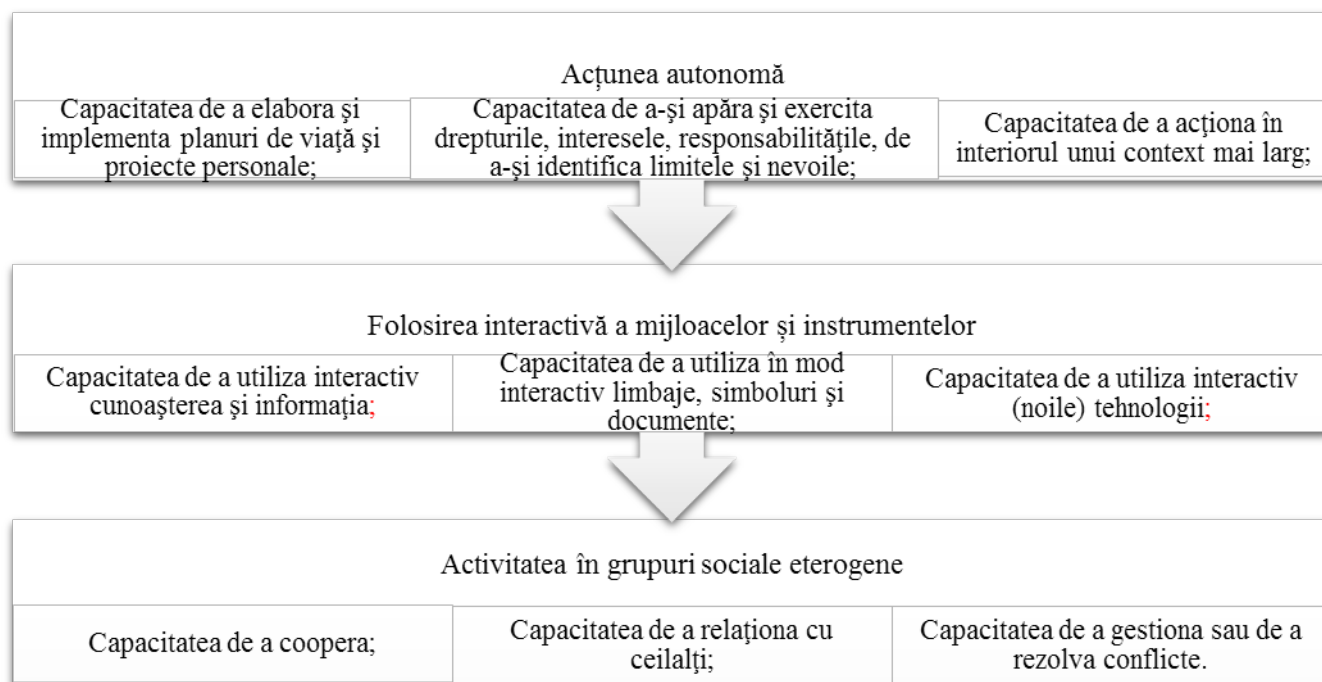 Acțunea autonomă
Capacitatea de a elabora şi
implementa planuri de viaţă şi
proiecte personale;
Capacitatea de a-şi apăra şi exercita
drepturile, interesele, responsabilităţile, de
a-şi identifica limitele şi nevoile;
Capacitatea de a acţiona în
interiorul unui context mai larg;
Folosirea interactivă a mijloacelor și instrumentelor
Capacitatea de a utiliza interactiv
cunoaşterea şi informaţia;
Capacitatea de a utiliza în mod
interactiv limbaje, simboluri şi
documente;
Capacitatea de a utiliza interactiv
(noile) tehnologii;
Activitatea în grupuri sociale eterogene
Capacitatea de a coopera;
Capacitatea de a relaţiona cu
ceilalţi;
Capacitatea de a gestiona sau de a
rezolva conflicte.